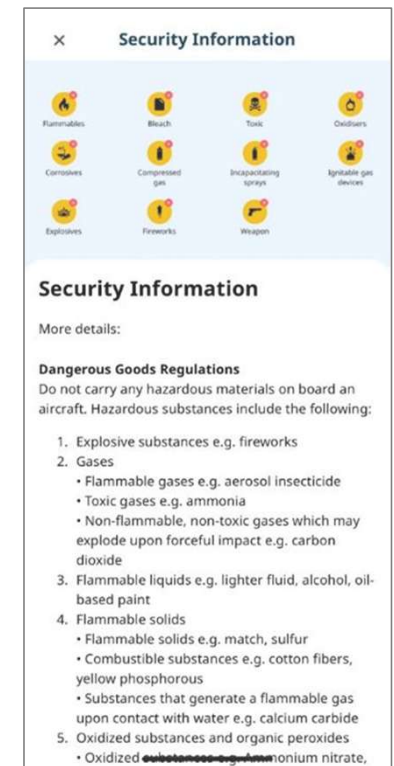 × Security Information
Flammables Bleach Toxic Oxidisers
Corrosives Compressed gas Incapacitating sprays Ignitable gas devices
Explosives Fireworks Weapon
Security Information
More details:
Dangerous Goods Regulations
Do not carry any hazardous materials on board an
aircraft. Hazardous substances include the following:
1. Explosive substances e.g. fireworks
2. Gases
• Flammable gases e.g. aerosol insecticide
• Toxic gases e.g. ammonia
• Non-flammable, non-toxic gases which may
explode upon forceful impact e.g. carbon
dioxide
3. Flammable liquids e.g. lighter fluid, alcohol, oil-
based paint
4. Flammable solids
• Flammable solids e.g. match, sulfur
• Combustible substances e.g. cotton fibers,
yellow phosphorous
• Substances that generate a flammable gas
upon contact with water e.g. calcium carbide
5. Oxidized substances and organic peroxides
• Oxidized nonium nitrate,